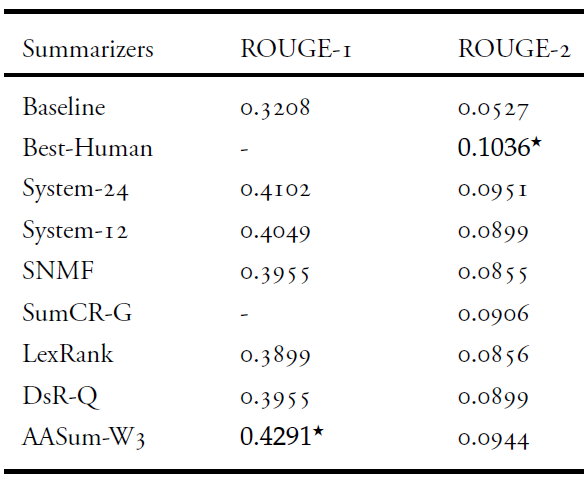 Summarizers ROUGE-1 ROUGE-2
Baseline 0.3208 0.0527
Best-Human - 0.1036★
System-24 0.4102 0.0951
System-12 0.4049 0.0899
SNMF 0.3955 0.0855
SumCR-G - 0.0906
LexRank 0.3899 0.0856
DsR-Q 0.3955 0.0899
AASum-W3 0.4291★ 0.0944